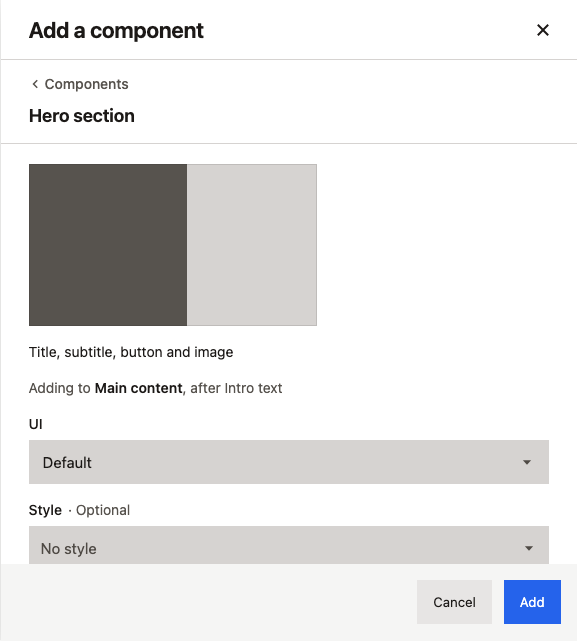 Add a component
Components
Hero section
Title, subtitle, button and image
Adding to Main content, after Intro text
UI
Default
Style · Optional
No style
Cancel
Add